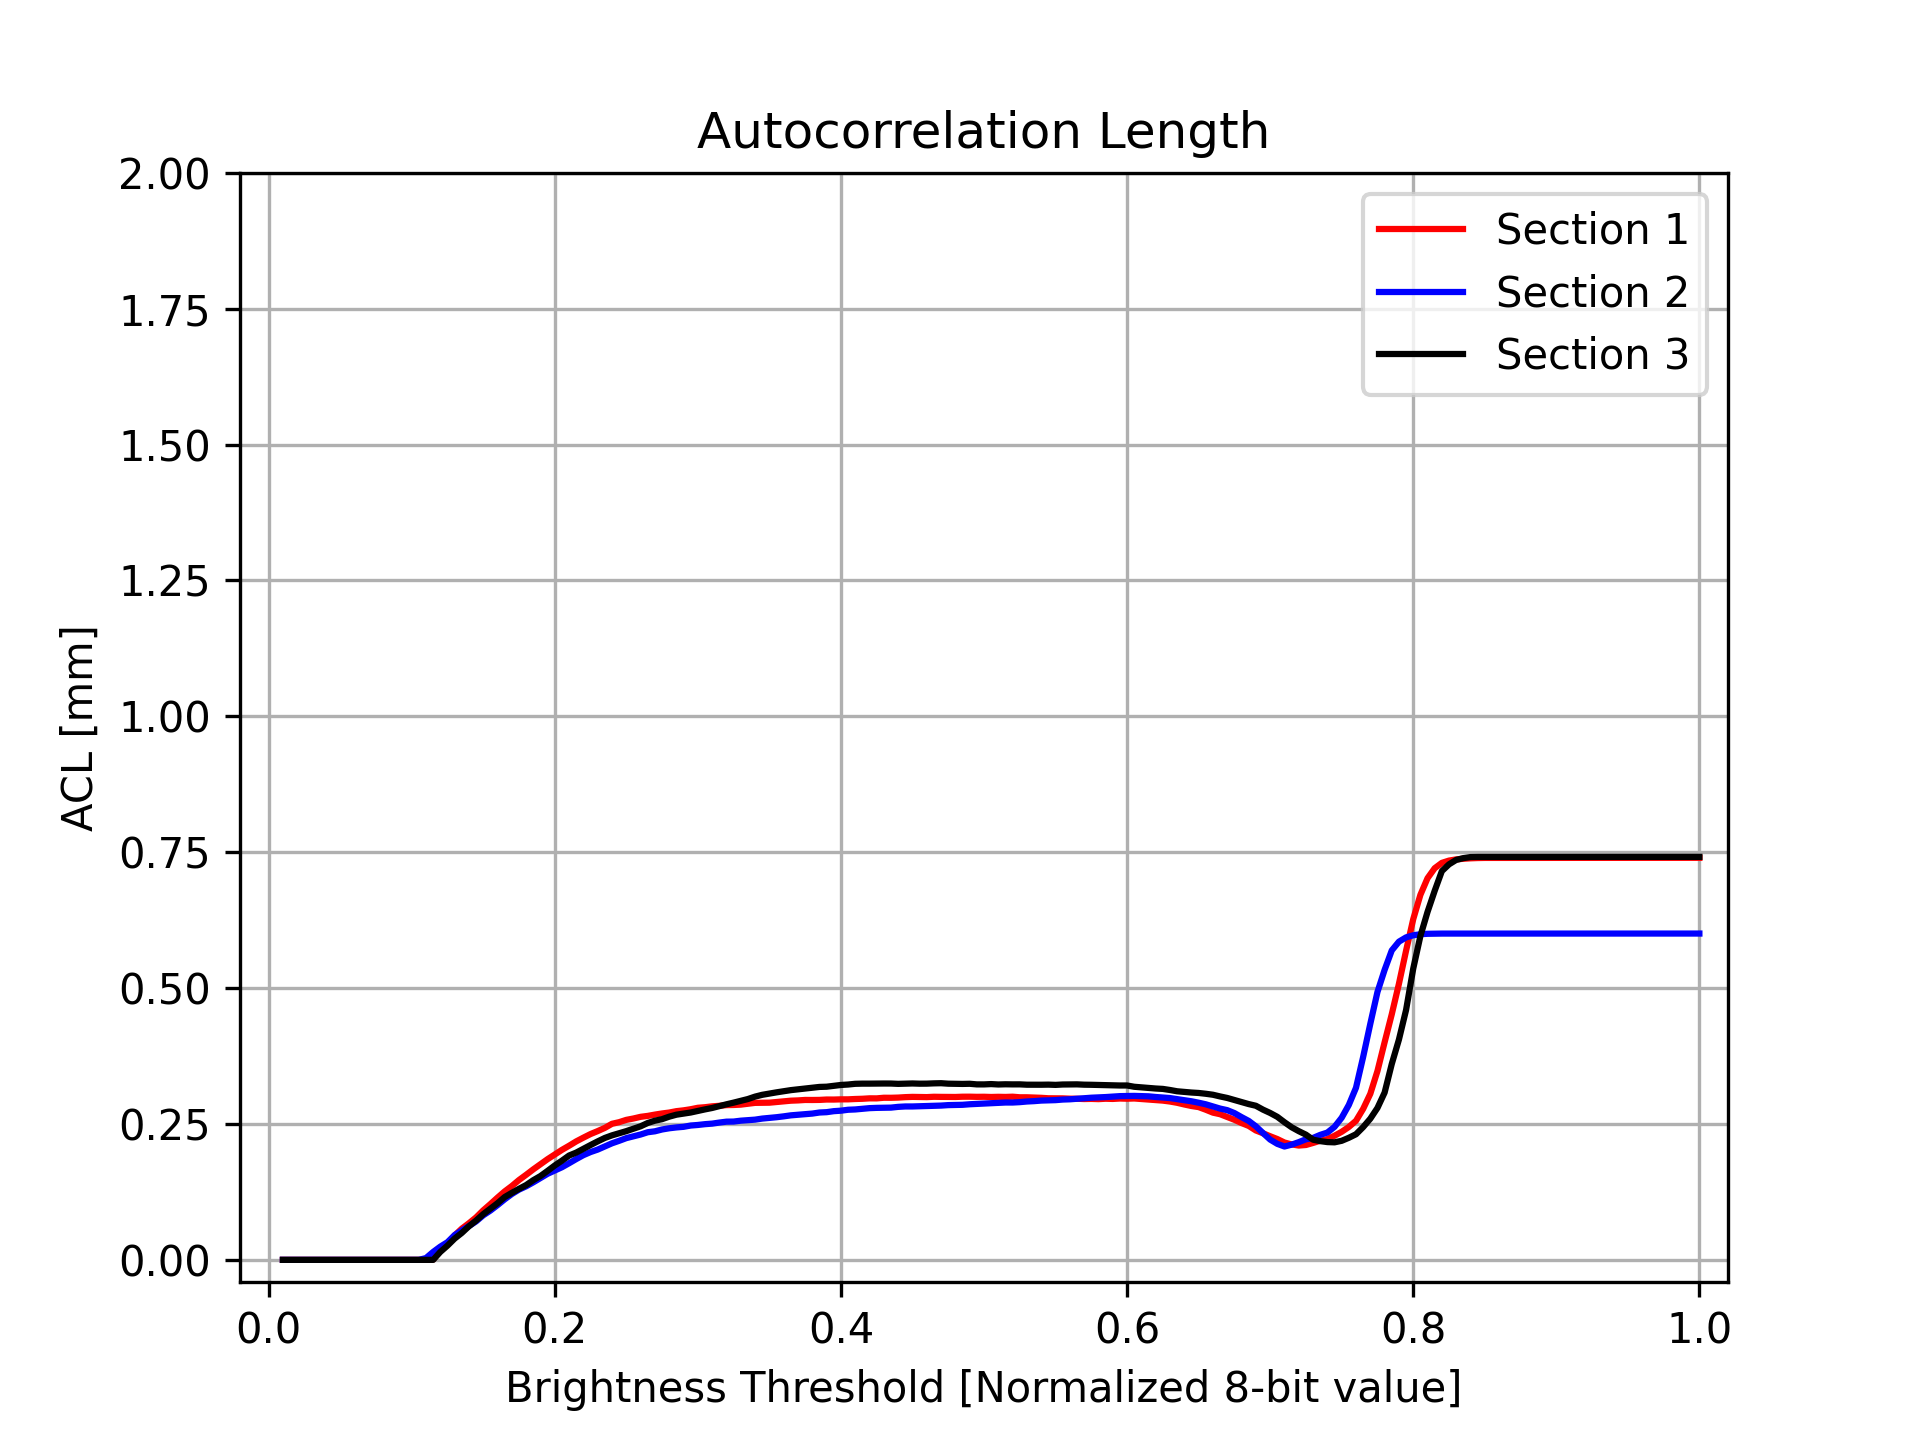 Autocorrelation Length
2.00
1.75
1.50
1.25
1.00
0.75
0.50
0.25
0.00
ACL [mm]
Section 1
Section 2
Section 3
0.0 0.2 0.4 0.6 0.8 1.0
Brightness Threshold [Normalized 8-bit value]